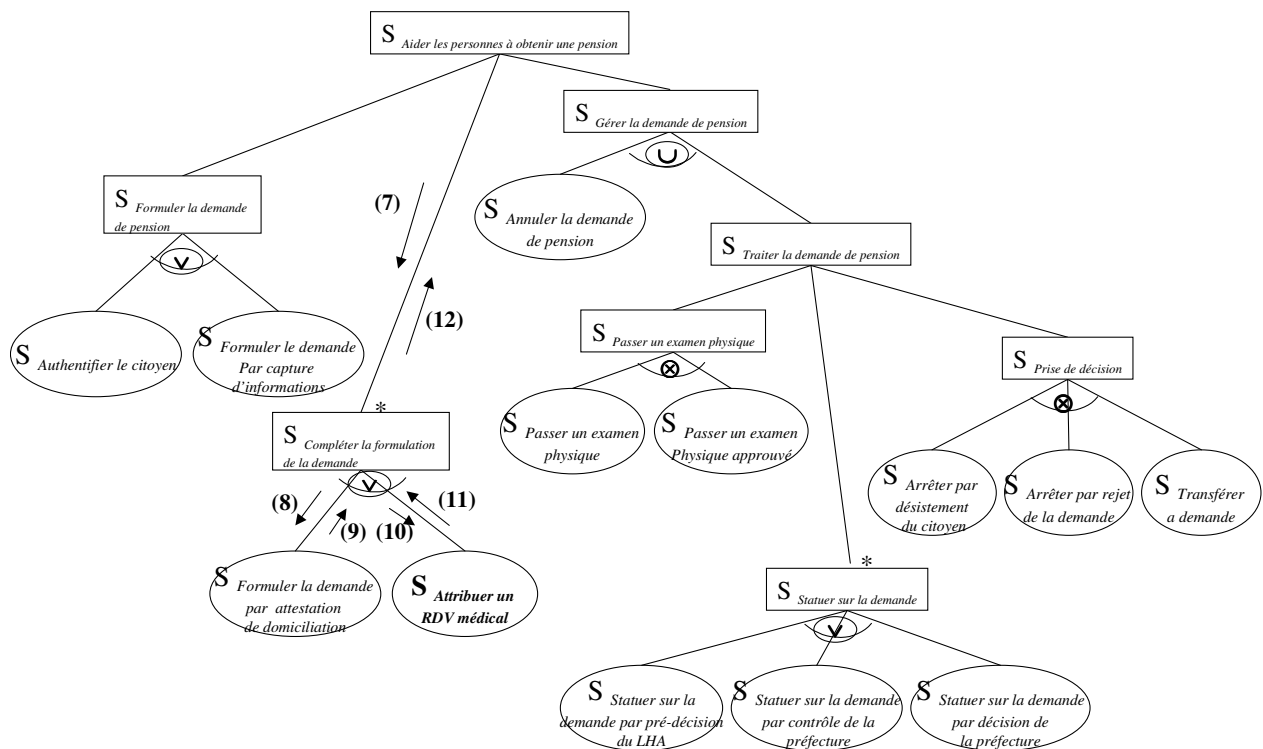 S Aider les personnes à obtenir une pension
S Gérer la demande de pension
S Formuler la demande
de pension
(7)
S Annuler la demande
de pension
S Traiter la demande de pension
(12)
S Authentifier le citoyen
S Formuler le demande
Par capture
d'informations
S Passer un examen physique
S Prise de décision
*
S Compléter la formulation
de la demande
S Passer un examen
physique
S Passer un examen
Physique approuvé
(8)
(9)
(10)
(11)
S Arrêter par
désistement
du citoyen
S Arrêter par rejet
de la demande
S Transférer
a demande
S Formuler la demande
par attestation
de domiciliation
S Attribuer un
RDV médical
*
S Statuer sur la demande
S Statuer sur la
demande par pré-décision
du LHA
S Statuer sur la demande
par contrôle de la
préfecture
S Statuer sur la demande
par décision de
la préfecture